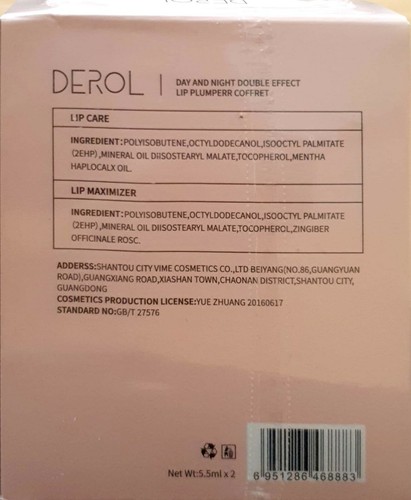 DEROL
DAY AND NIGHT DOUBLE EFFECT
LIP PLUMPERR COFFRET
LIP CARE
INGREDIENT:POLYISOBUTENE,OCTYLDODECANOL,ISOOCTYL PALMITATE
(2EHP),MINERAL OIL DIISOSTEARYL MALATE,TOCOPHEROL,MENTHA
HAPLOCALX OIL.
LIP MAXIMIZER
INGREDIENT:POLYISOBUTENE,OCTYLDODECANOL,ISOOCTYL PALMITATE
(2EHP),MINERAL OIL DIISOSTEARYL MALATE,TOCOPHEROL,ZINGIBER
OFFICINALE ROSC.
ADDERSS:SHANTOU CITY VIME COSMETICS CO.,LTD BEIYANG(NO.86,GUANGYUAN
ROAD),GUANGXIANG ROAD,XIASHAN TOWN,CHAONAN DISTRICT,SHANTOU CITY,
GUANGDONG
COSMETICS PRODUCTION LICENSE:YUE ZHUANG 20160617
STANDARD NO:GB/T 27576
Net Wt:5.5ml x 2
6 951286 468883